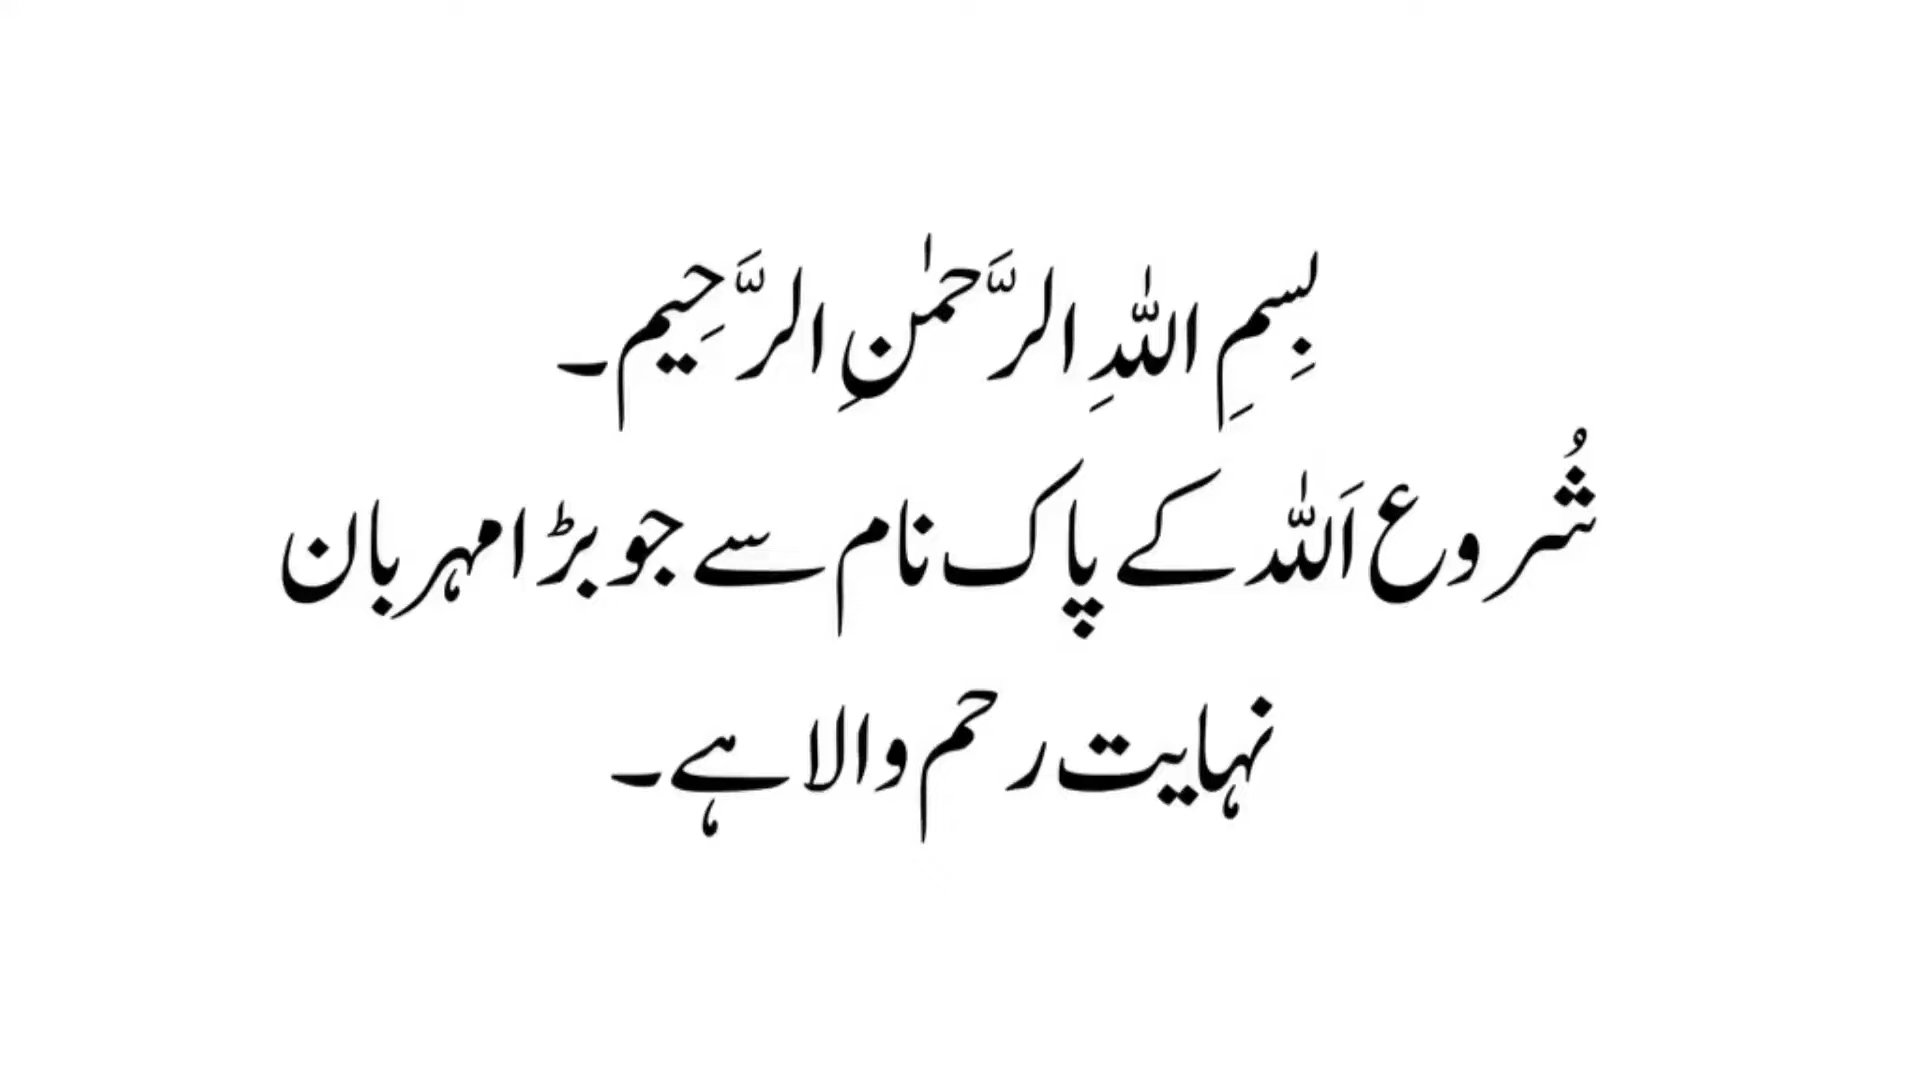 بِسمِ اللہِ الرَّحمٰنِ الرَّحِیم۔
شُروع اَللہ کے پاک نام سے جو بڑا مہربان
نہایت رحم والا ہے۔